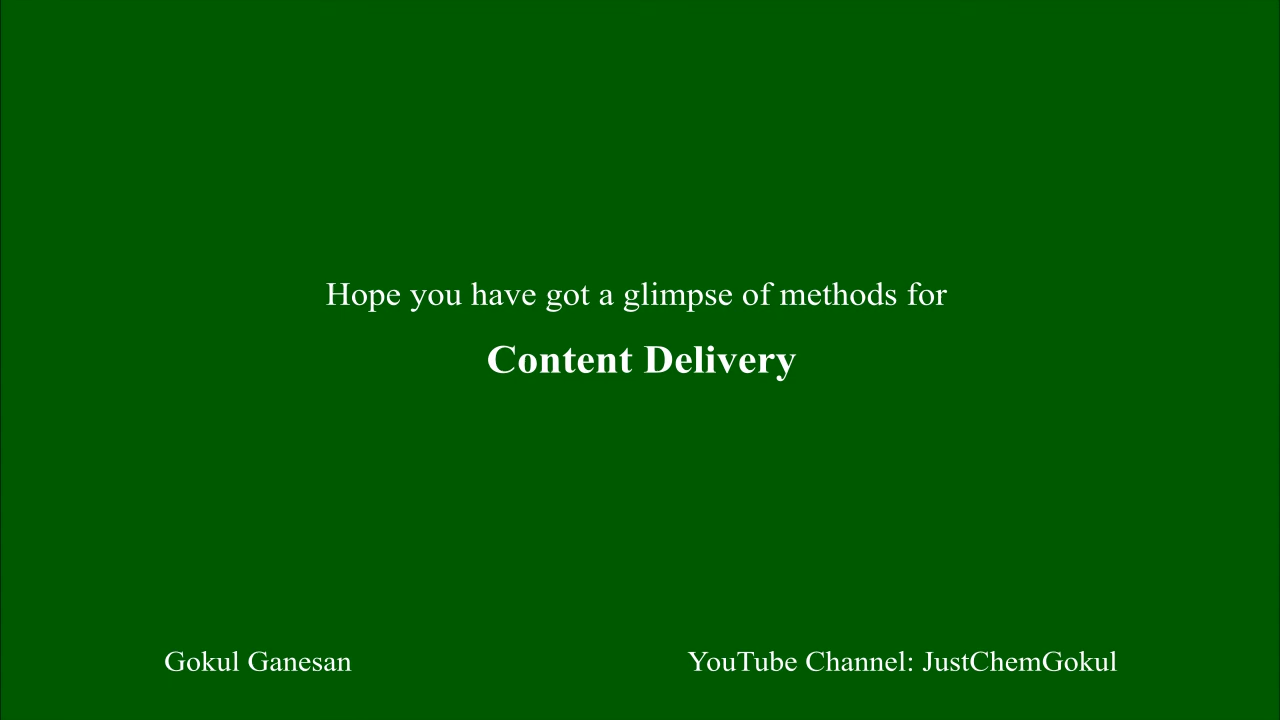 Hope you have got a glimpse of methods for
Content Delivery
Gokul Ganesan
YouTube Channel: JustChemGokul